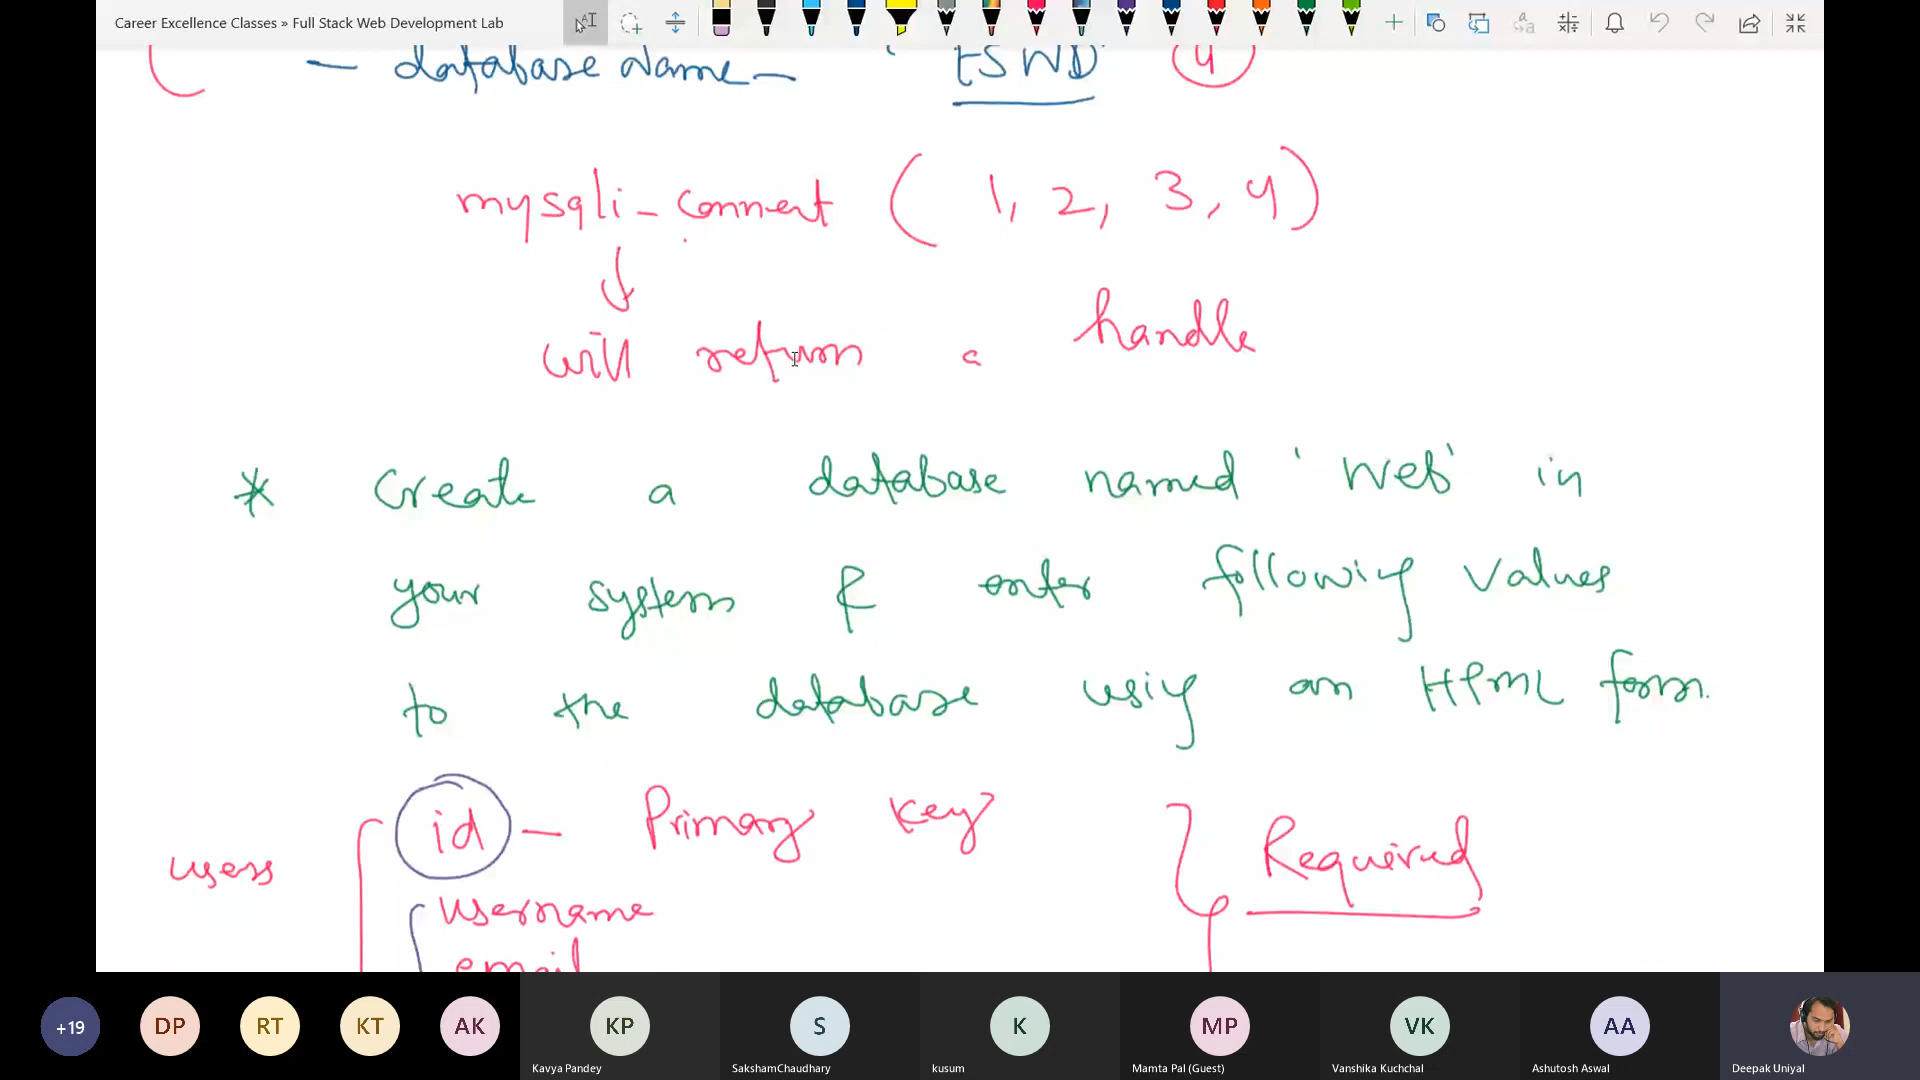 Career Excellence Classes » Full Stack Web Development Lab
- database Name - ' FSWD 4
mysqli - connect ( 1, 2, 3, 4 )
will return a handle
* Create a database named 'Web' in
your system & enter following values
to the database using an HTML form.
id - Primary Key
Required
users
username
email
+19 DP RT KT AK KP S K MP VK AA
Kavya Pandey SakshamChaudhary kusum Mamta Pal (Guest) Vanshika Kuchchal Ashutosh Aswal Deepak Uniyal